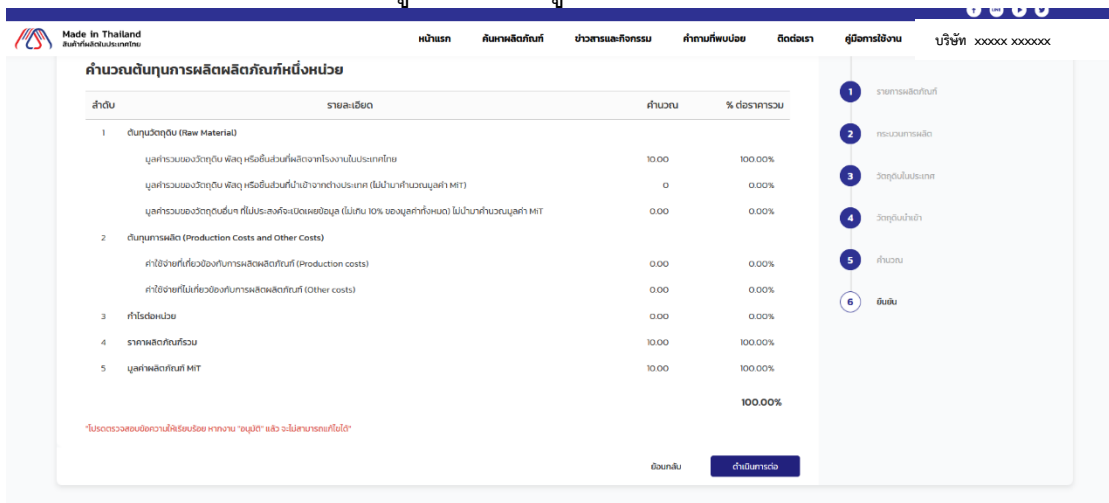 LINE
Made in Thailand
สินค้าที่ผลิตในประเทศไทย
หน้าแรก ค้นหาผลิตภัณฑ์ ข่าวสารและกิจกรรม คำถามที่พบบ่อย ติดต่อเรา คู่มือการใช้งาน บริษัท xxxxx xxxxxx
คำนวณต้นทุนการผลิตผลิตภัณฑ์หนึ่งหน่วย
ลำดับ รายละเอียด คำนวณ % ต่อราคารวม
1 ต้นทุนวัตถุดิบ (Raw Material)
มูลค่ารวมของวัตถุดิบ พัสดุ หรือชิ้นส่วนที่ผลิตจากโรงงานในประเทศไทย 10.00 100.00%
มูลค่ารวมของวัตถุดิบ พัสดุ หรือชิ้นส่วนที่นำเข้าจากต่างประเทศ (ไม่นำมาคำนวณมูลค่า MiT) 0 0.00%
มูลค่ารวมของวัตถุดิบอื่นๆ ที่ไม่ประสงค์จะเปิดเผยข้อมูล (ไม่เกิน 10% ของมูลค่าทั้งหมด) ไม่นำมาคำนวณมูลค่า MiT 0.00 0.00%
2 ต้นทุนการผลิต (Production Costs and Other Costs)
ค่าใช้จ่ายที่เกี่ยวข้องกับการผลิตผลิตภัณฑ์ (Production costs) 0.00 0.00%
ค่าใช้จ่ายที่ไม่เกี่ยวข้องกับการผลิตผลิตภัณฑ์ (Other costs) 0.00 0.00%
3 กำไรต่อหน่วย 0.00 0.00%
4 ราคาผลิตภัณฑ์รวม 10.00 100.00%
5 มูลค่าผลิตภัณฑ์ MiT 10.00 100.00%
100.00%
"โปรดตรวจสอบข้อความให้เรียบร้อย หากงาน "อนุมัติ" แล้ว จะไม่สามารถแก้ไขได้"
ย้อนกลับ ดำเนินการต่อ
1 รายการผลิตภัณฑ์
2 กระบวนการผลิต
3 วัตถุดิบในประเทศ
4 วัตถุดิบนำเข้า
5 คำนวณ
6 ยืนยัน